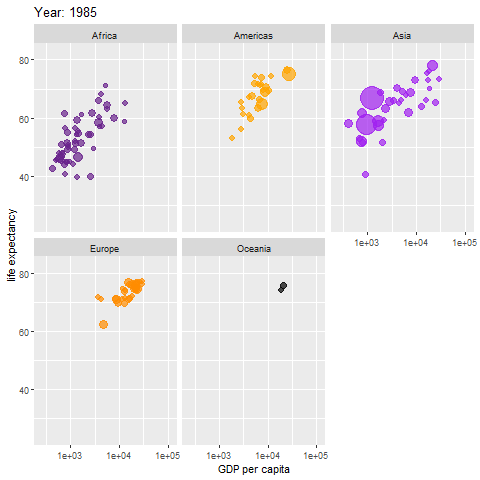 Year: 1985
Africa
Americas
Asia
80
60
40
1e+03 1e+04 1e+05
life expectancy
Europe
Oceania
80
60
40
1e+03 1e+04 1e+05
1e+03 1e+04 1e+05
GDP per capita